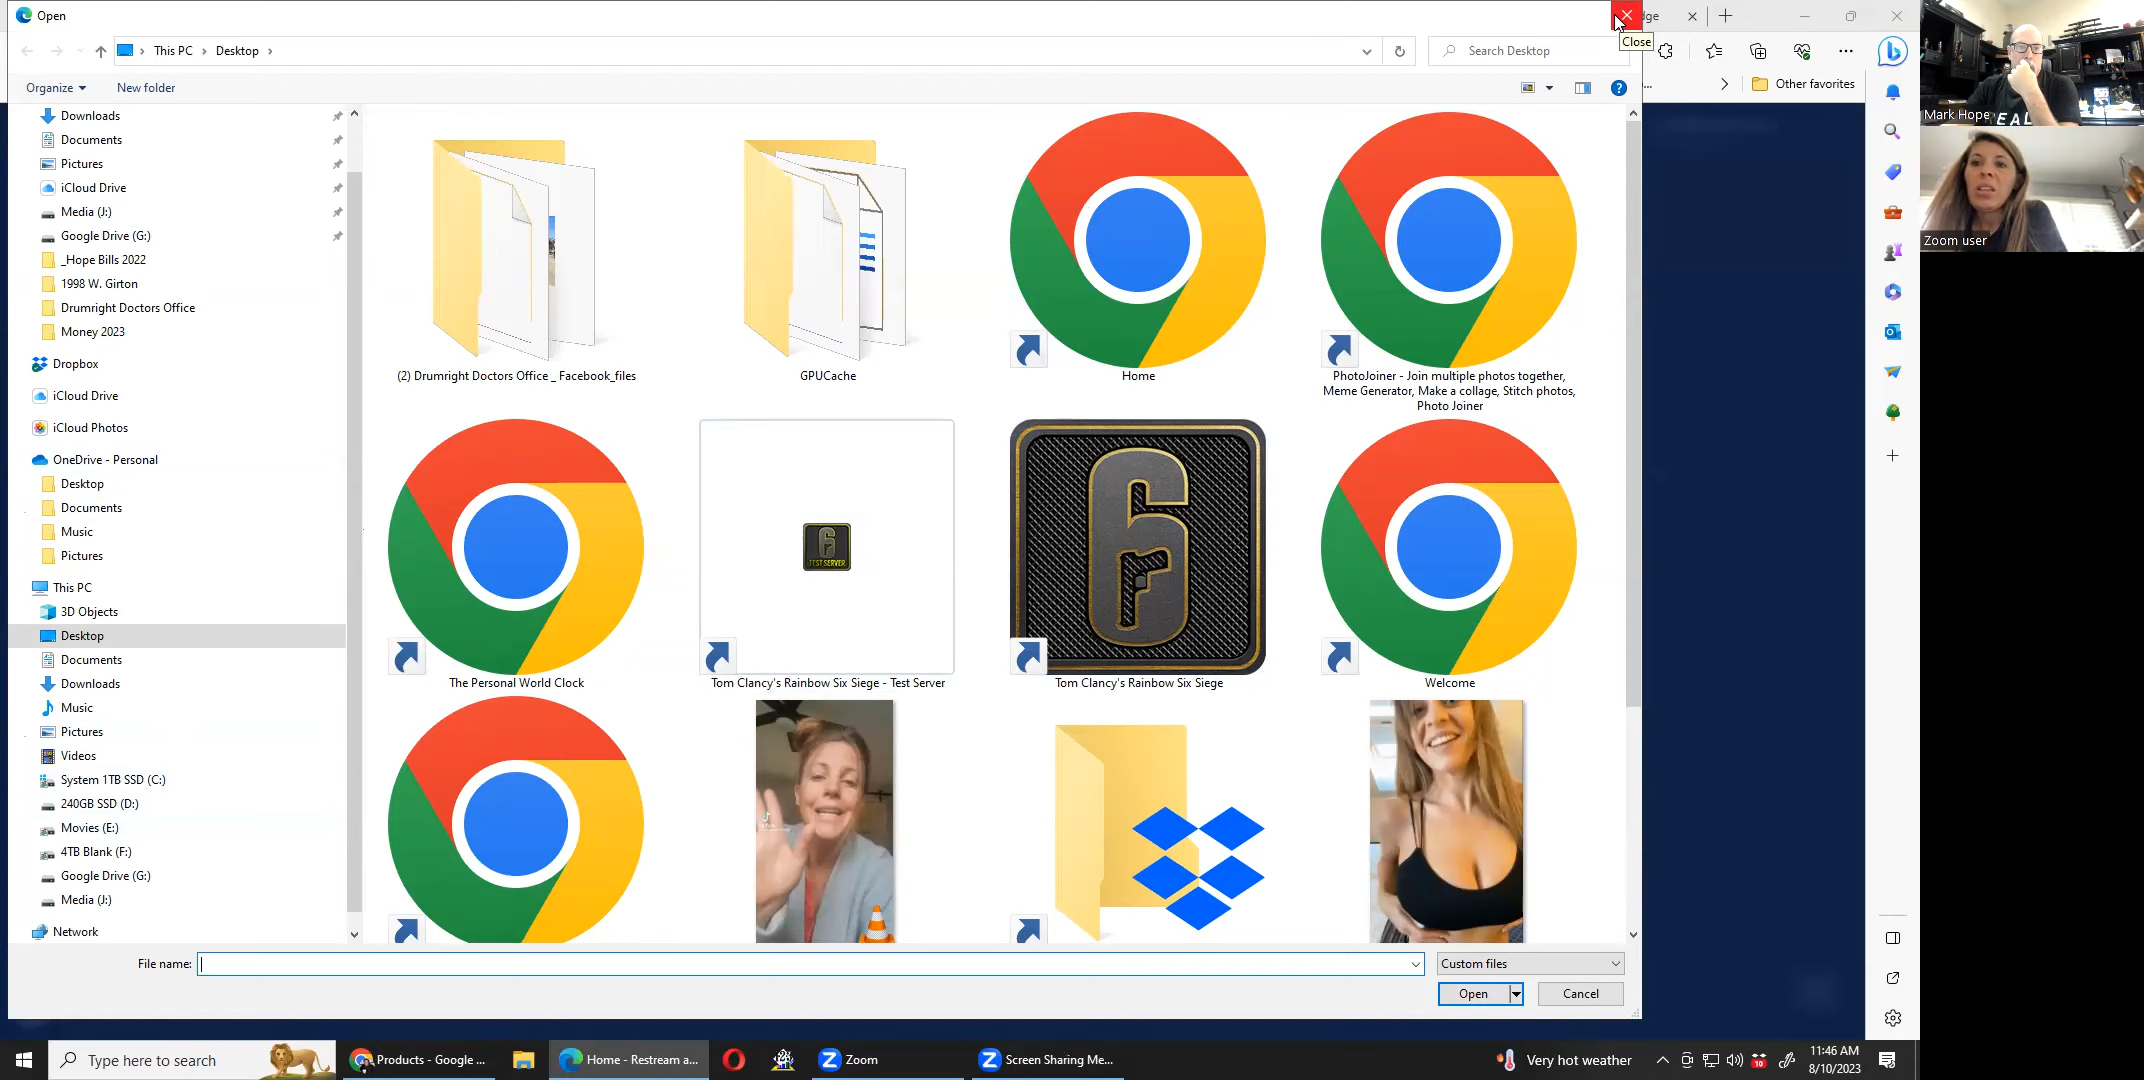 Open
dge
Close
This PC
Desktop
Search Desktop
Organize
New folder
Other favorites
Downloads
Documents
Pictures
iCloud Drive
Media (J:)
Google Drive (G:)
_Hope Bills 2022
1998 W. Girton
Drumright Doctors Office
Money 2023
Dropbox
iCloud Drive
iCloud Photos
OneDrive - Personal
Desktop
Documents
Music
Pictures
This PC
3D Objects
Desktop
Documents
Downloads
Music
Pictures
Videos
System 1TB SSD (C:)
240GB SSD (D:)
Movies (E:)
4TB Blank (F:)
Google Drive (G:)
Media (J:)
Network
(2) Drumright Doctors Office _ Facebook_files
GPUCache
Home
PhotoJoiner - Join multiple photos together,
Meme Generator, Make a collage, Stitch photos,
Photo Joiner
6
TEST SERVER
The Personal World Clock
Tom Clancy's Rainbow Six Siege - Test Server
Tom Clancy's Rainbow Six Siege
Welcome
File name:
Custom files
Open
Cancel
Mark Hope
EAL
Zoom user
Type here to search
Products - Google ...
Home - Restream a...
Zoom
Screen Sharing Me...
Very hot weather
10
11:46 AM
8/10/2023